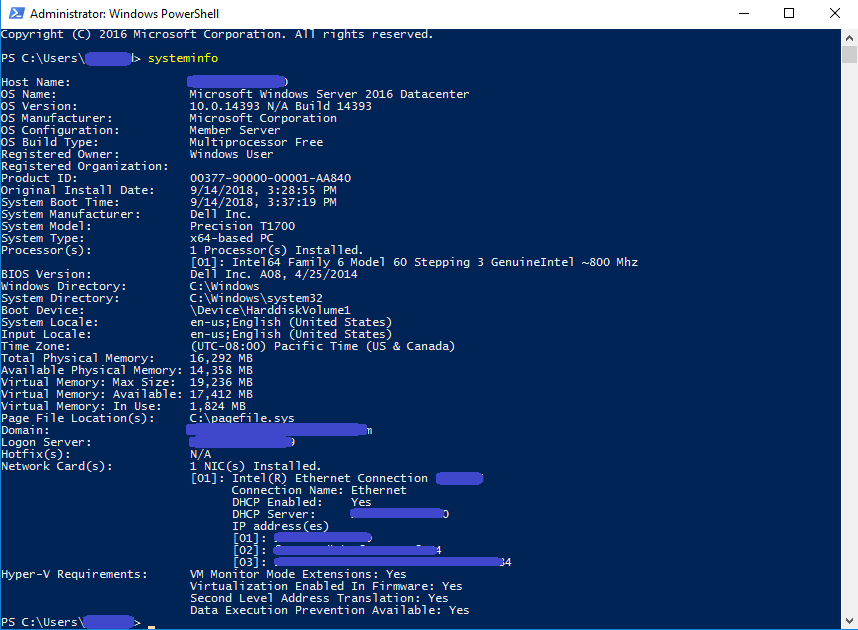 Administrator: Windows PowerShell
Copyright (C) 2016 Microsoft Corporation. All rights reserved.
PS C:\Users\ > systeminfo
Host Name:
OS Name: Microsoft Windows Server 2016 Datacenter
OS Version: 10.0.14393 N/A Build 14393
OS Manufacturer: Microsoft Corporation
OS Configuration: Member Server
OS Build Type: Multiprocessor Free
Registered Owner: Windows User
Registered Organization:
Product ID: 00377-90000-00001-AA840
Original Install Date: 9/14/2018, 3:28:55 PM
System Boot Time: 9/14/2018, 3:37:19 PM
System Manufacturer: Dell Inc.
System Model: Precision T1700
System Type: x64-based PC
Processor(s): 1 Processor(s) Installed.
[01]: Intel64 Family 6 Model 60 Stepping 3 GenuineIntel ~800 Mhz
BIOS Version: Dell Inc. A08, 4/25/2014
Windows Directory: C:\Windows
System Directory: C:\Windows\system32
Boot Device: \Device\HarddiskVolume1
System Locale: en-us;English (United States)
Input Locale: en-us;English (United States)
Time Zone: (UTC-08:00) Pacific Time (US & Canada)
Total Physical Memory: 16,292 MB
Available Physical Memory: 14,358 MB
Virtual Memory: Max Size: 19,236 MB
Virtual Memory: Available: 17,412 MB
Virtual Memory: In Use: 1,824 MB
Page File Location(s): C:\pagefile.sys
Domain: m
Logon Server: 9
Hotfix(s): N/A
Network Card(s): 1 NIC(s) Installed.
[01]: Intel(R) Ethernet Connection
Connection Name: Ethernet
DHCP Enabled: Yes
DHCP Server: 0
IP address(es)
[01]:
[02]: 4
[03]: 84
Hyper-V Requirements: VM Monitor Mode Extensions: Yes
Virtualization Enabled In Firmware: Yes
Second Level Address Translation: Yes
Data Execution Prevention Available: Yes
PS C:\Users\ > _